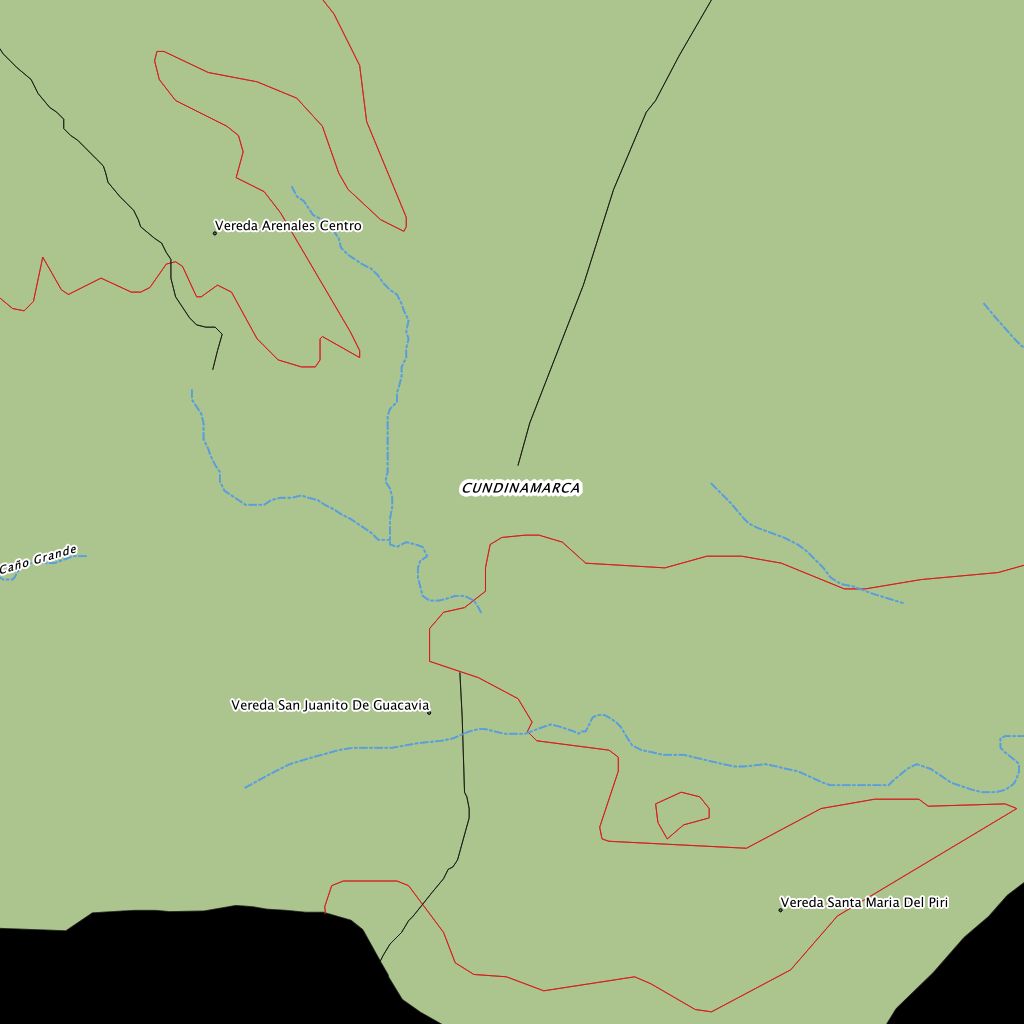 Vereda Arenales Centro
CUNDINAMARCA
Caño Grande
Vereda San Juanito De Guacavia
Vereda Santa Maria Del Piri